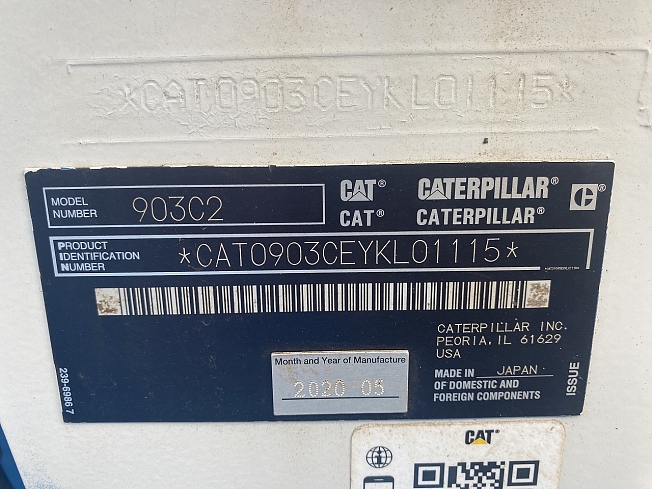 *CAT0903CEYKL01115*
MODEL NUMBER 903C2
CAT® CATERPILLAR® C®
CAT® CATERPILLAR®
PRODUCT IDENTIFICATION NUMBER *CAT0903CEYKL01115*
CATERPILLAR INC.
PEORIA, IL 61629
USA
MADE IN JAPAN
OF DOMESTIC AND
FOREIGN COMPONENTS
ISSUE
Month and Year of Manufacture
2020 05
239-6986 7
CAT®